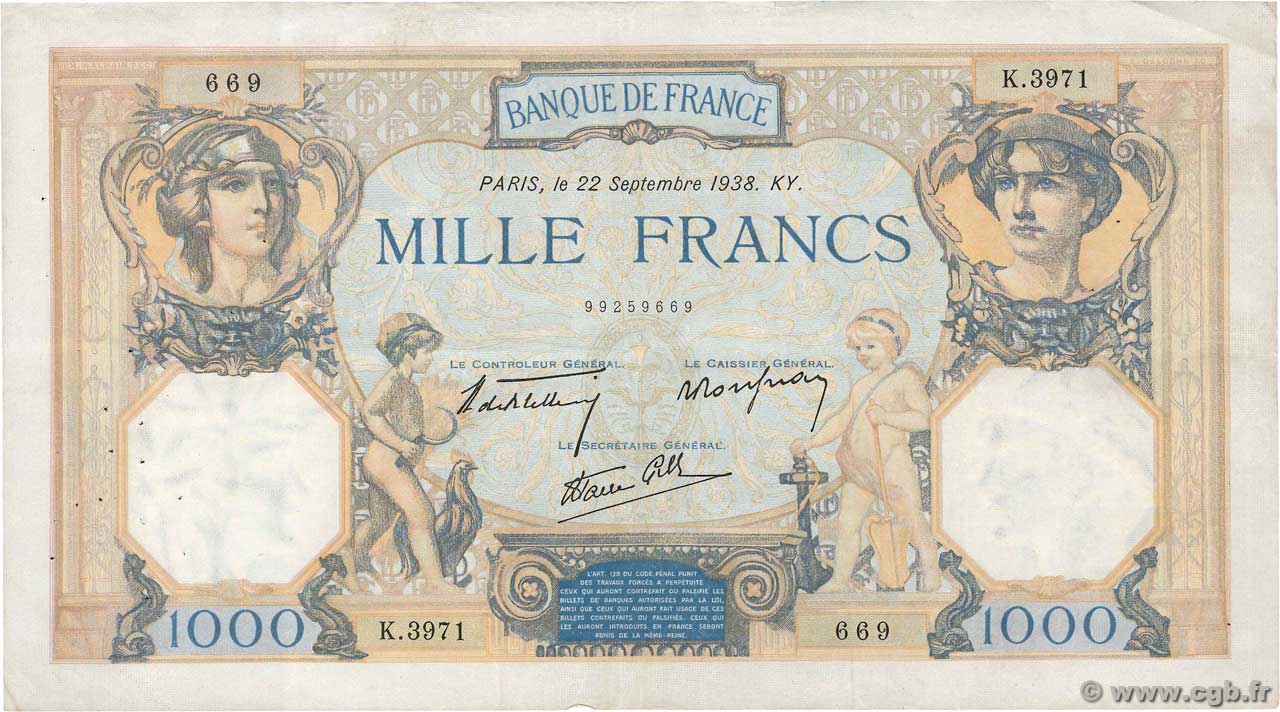 669
K.3971
BANQUE DE FRANCE
PARIS, le 22 Septembre 1938. KY.
MILLE FRANCS
99259669
LE CONTROLEUR GÉNÉRAL.
LE CAISSIER GÉNÉRAL.
LE SECRÉTAIRE GÉNÉRAL.
L'ART. 139 DU CODE PÉNAL PUNIT
DES TRAVAUX FORCÉS A PERPÉTUITÉ
CEUX QUI AURONT CONTREFAIT OU FALSIFIÉ LES
BILLETS DE BANQUES AUTORISÉES PAR LA LOI,
AINSI QUE CEUX QUI AURONT FAIT USAGE DE CES
BILLETS CONTREFAITS OU FALSIFIÉS. CEUX QUI
LES AURONT INTRODUITS EN FRANCE SERONT
PUNIS DE LA MÊME PEINE.
1000
K.3971
669
1000
© www.cgb.fr